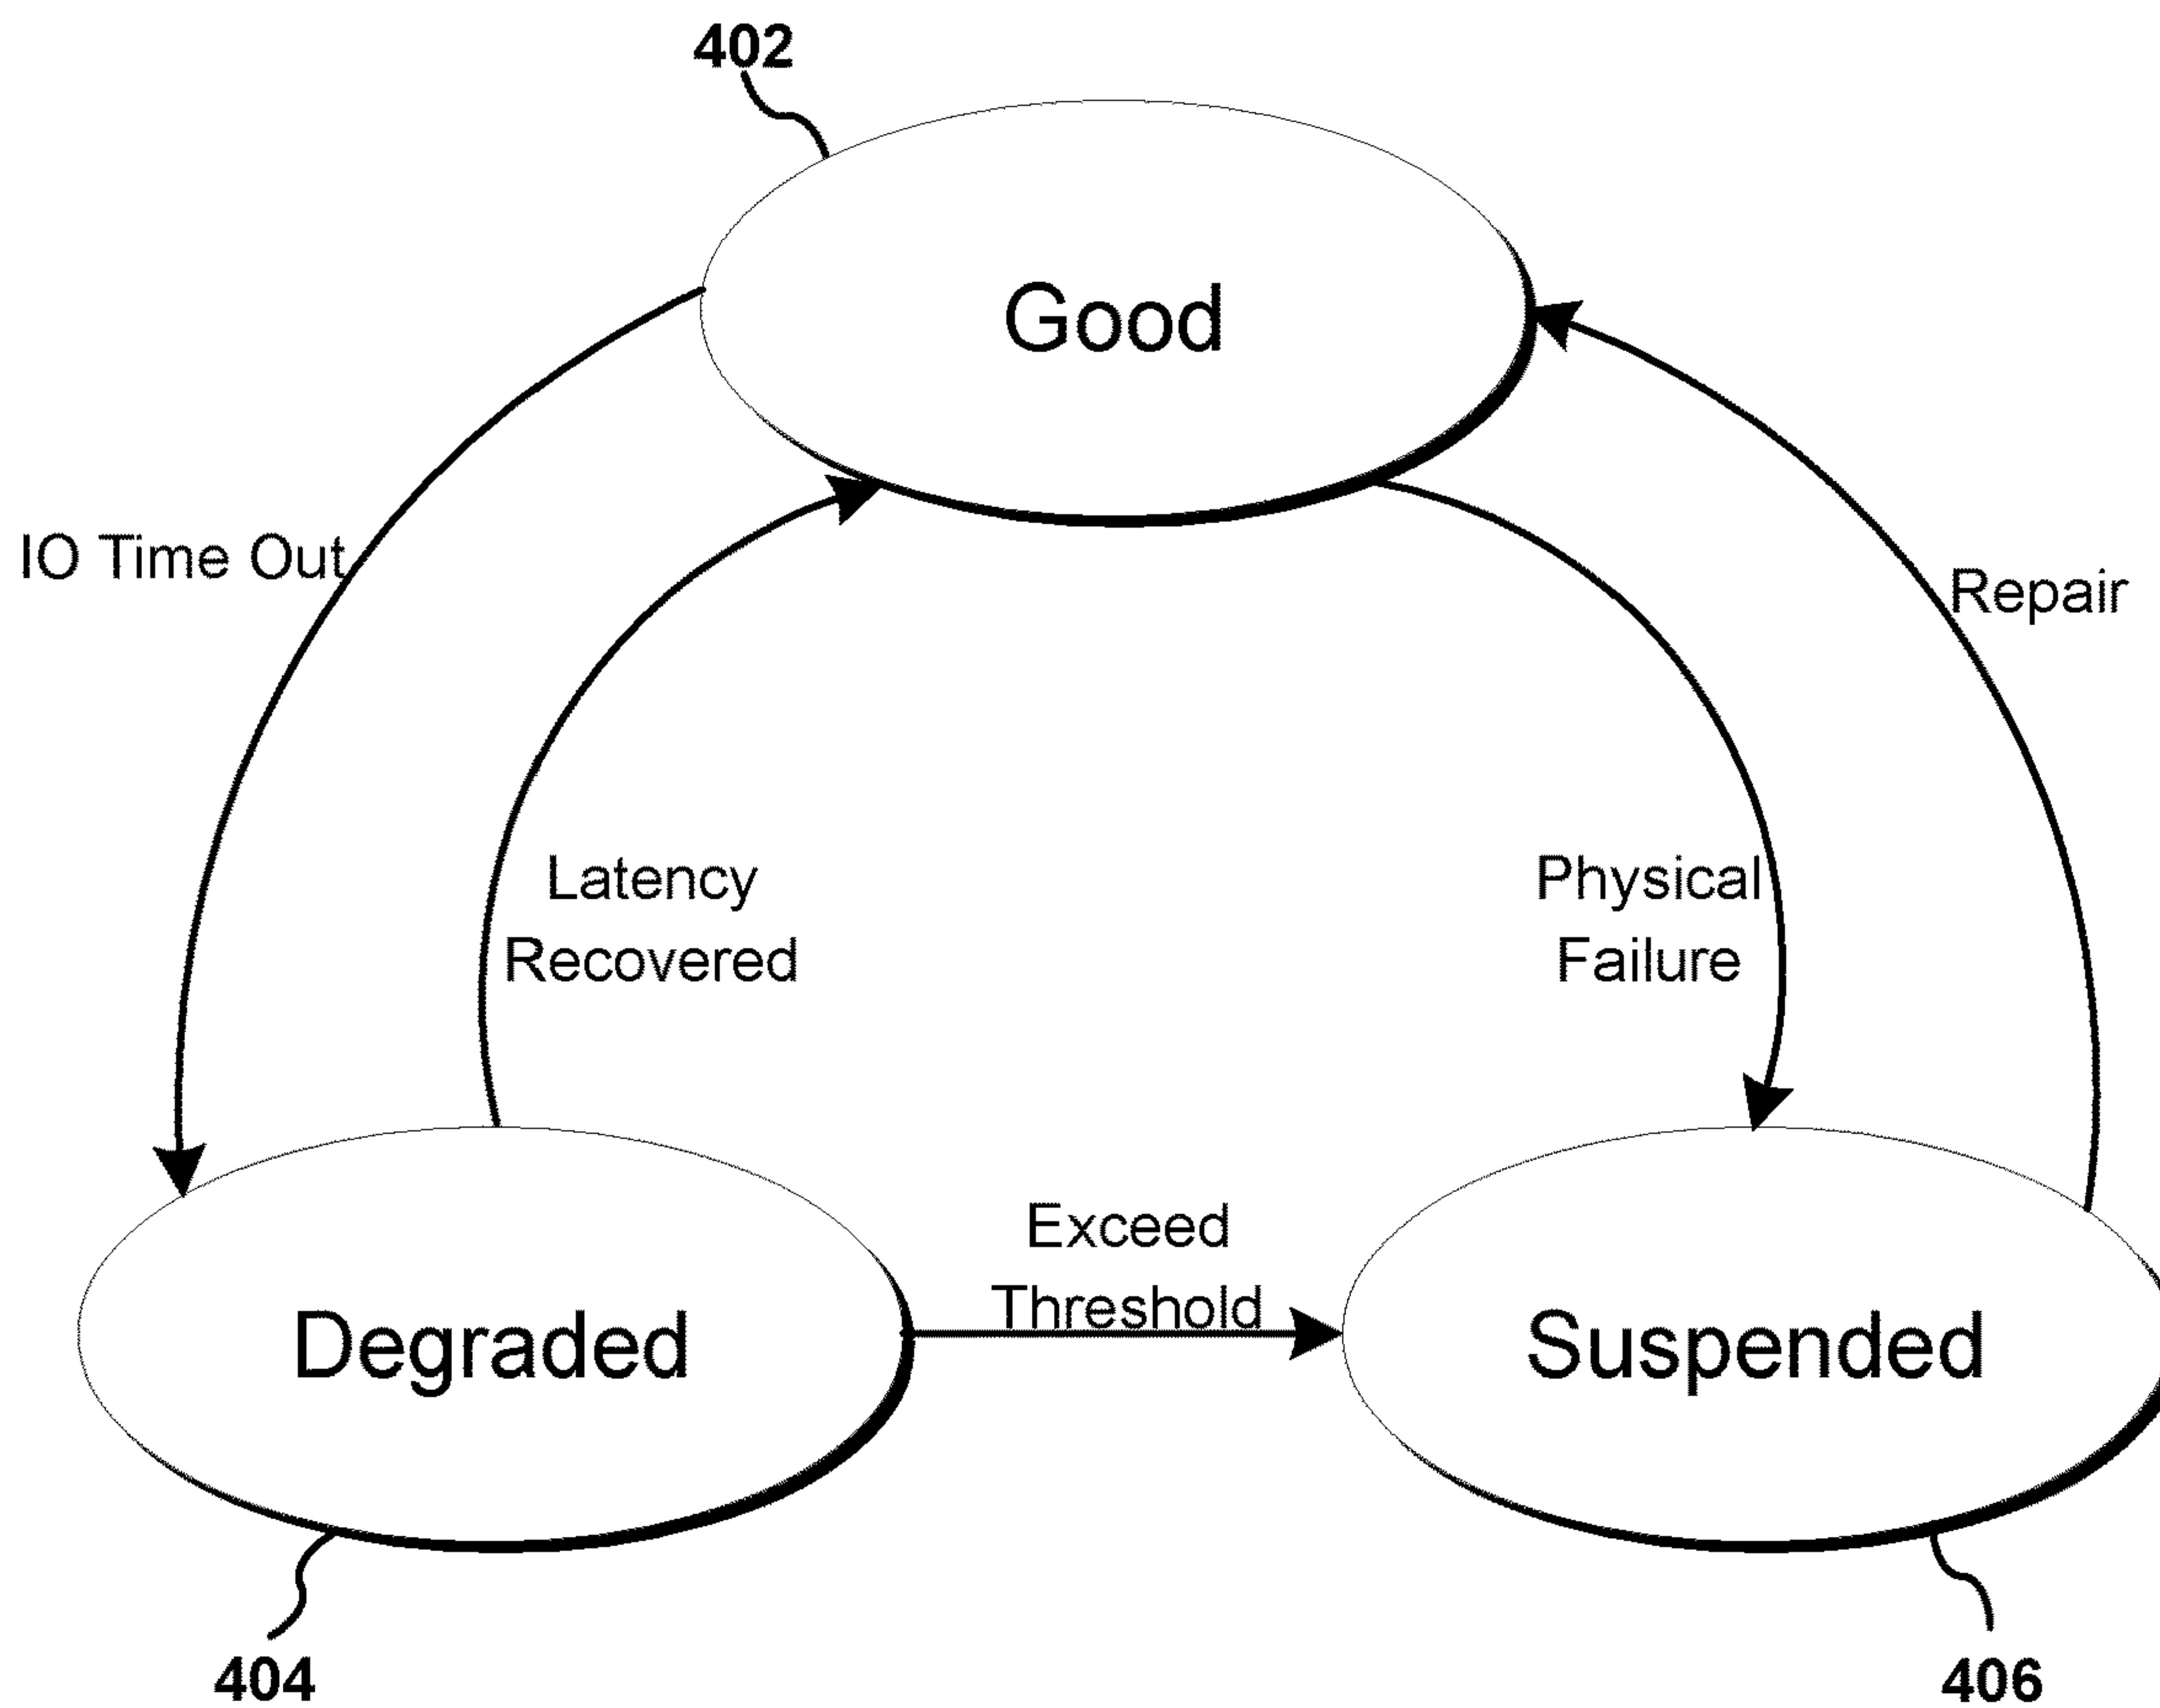 402
Good
IO Time Out
Repair
Latency
Recovered
Physical
Failure
Exceed
Threshold
Degraded
Suspended
404
406